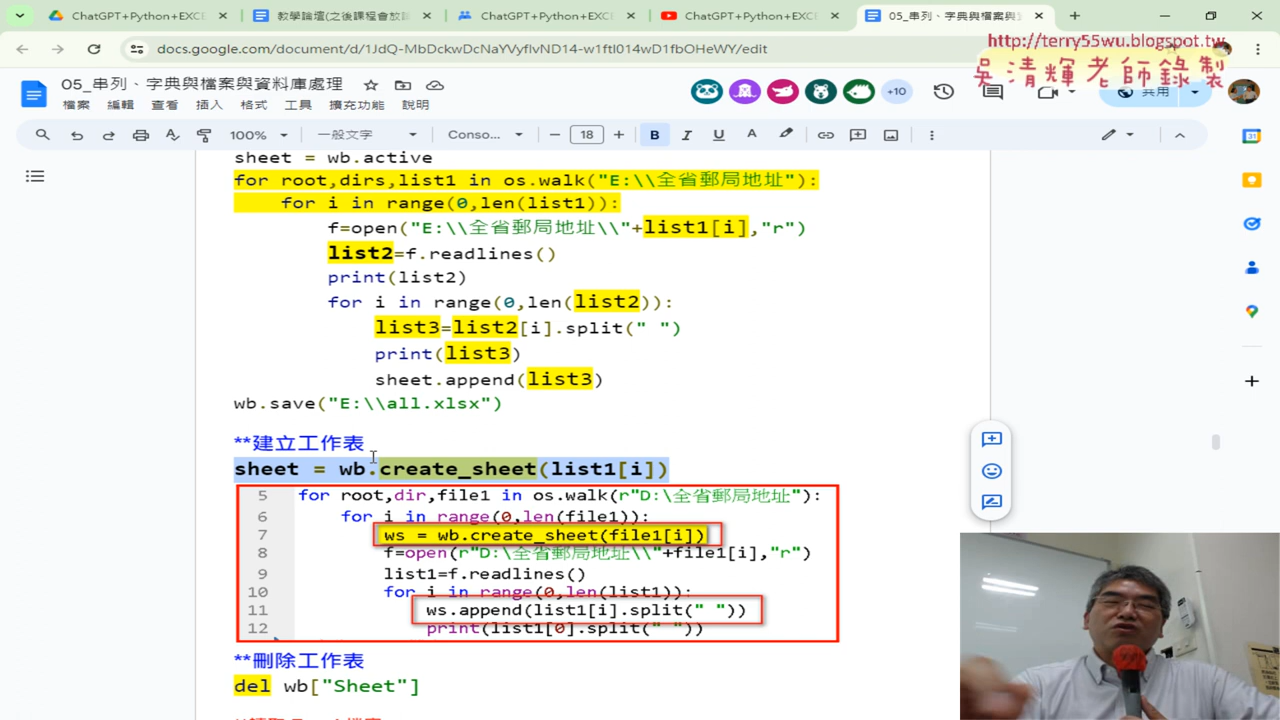 ChatGPT+Python+EXCE
教學論壇(之後課程會放
ChatGPT+Python+EXCE
ChatGPT+Python+EXCE
05_串列、字典與檔案與資
docs.google.com/document/d/1JdQ-MbDckwDcNaYVyfIvND14-w1ftI014wD1fbOHeWY/edit
http://terry55wu.blogspot.tw
吳清輝老師錄製
05_串列、字典與檔案與資料庫處理
檔案 編輯 查看 插入 格式 工具 擴充功能 說明
+10
共用
100%
一般文字
Conso...
18
B I U A
sheet = wb.active
for root,dirs,list1 in os.walk("E:\\全省郵局地址"):
for i in range(0,len(list1)):
f=open("E:\\全省郵局地址\\"+list1[i],"r")
list2=f.readlines()
print(list2)
for i in range(0,len(list2)):
list3=list2[i].split(" ")
print(list3)
sheet.append(list3)
wb.save("E:\\all.xlsx")
**建立工作表
sheet = wb.create_sheet(list1[i])
5 for root,dir,file1 in os.walk(r"D:\全省郵局地址"):
6 for i in range(0,len(file1)):
7 ws = wb.create_sheet(file1[i])
8 f=open(r"D:\全省郵局地址\\"+file1[i],"r")
9 list1=f.readlines()
10 for i in range(0,len(list1)):
11 ws.append(list1[i].split(" "))
12 print(list1[0].split(" "))
**刪除工作表
del wb["Sheet"]